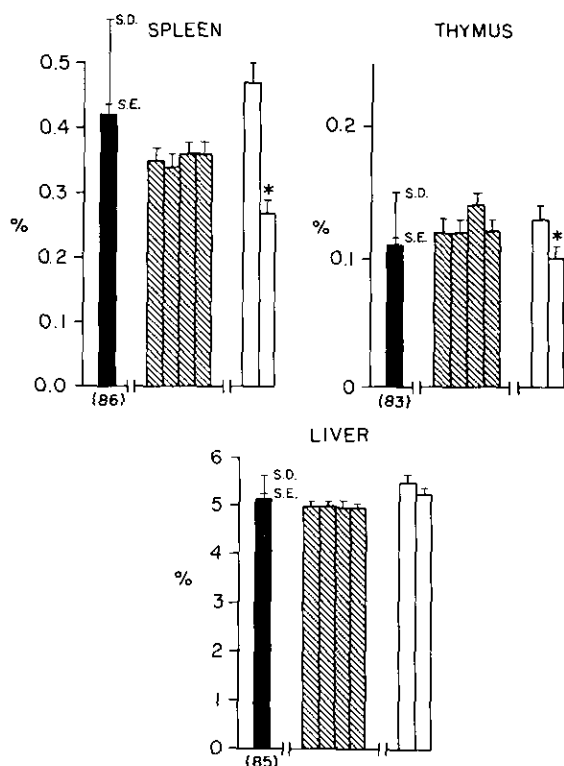 SPLEEN
S.D.
S.E.
0.5
0.4
0.3
0.2
0.1
0.0
%
*
(86)
THYMUS
0.2
0.1
0
%
S.D.
S.E.
*
(83)
LIVER
6
5
4
3
2
1
0
%
S.D.
S.E.
(85)